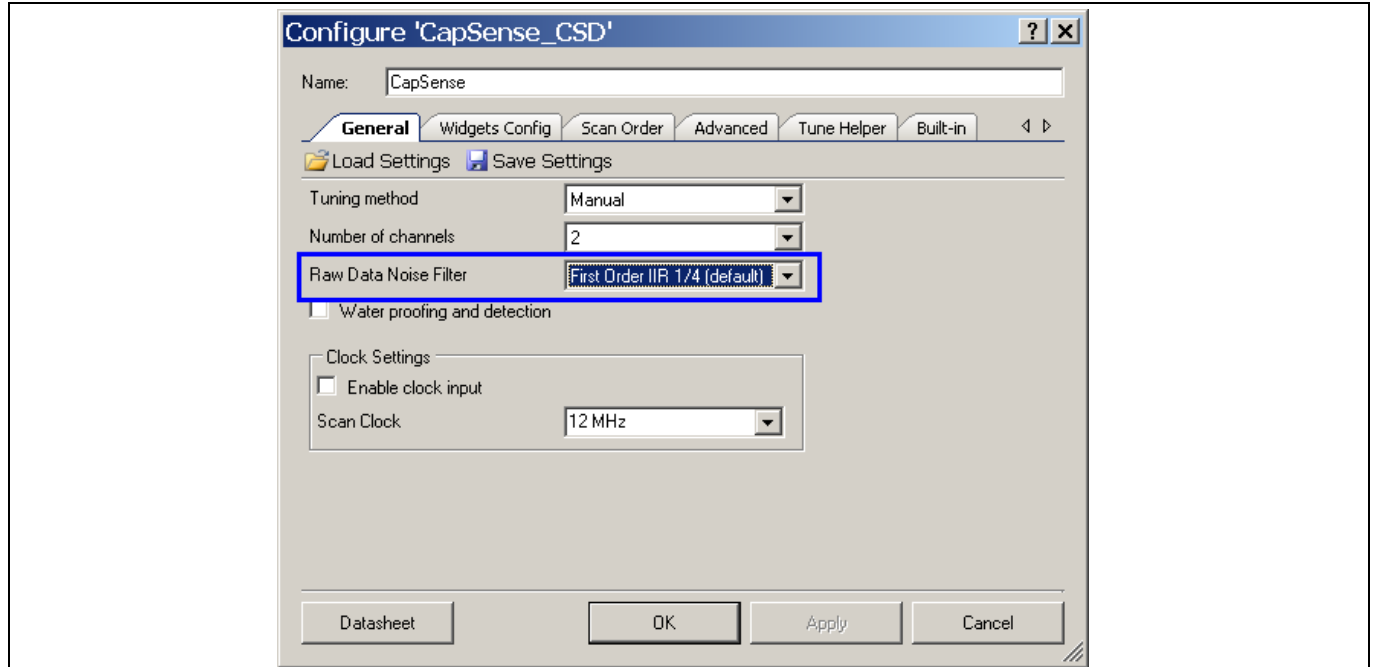 Configure 'CapSense_CSD'
Name: CapSense
General Widgets Config Scan Order Advanced Tune Helper Built-in
Load Settings Save Settings
Tuning method Manual
Number of channels 2
Raw Data Noise Filter First Order IIR 1/4 (default)
Water proofing and detection
Clock Settings
Enable clock input
Scan Clock 12 MHz
Datasheet OK Apply Cancel